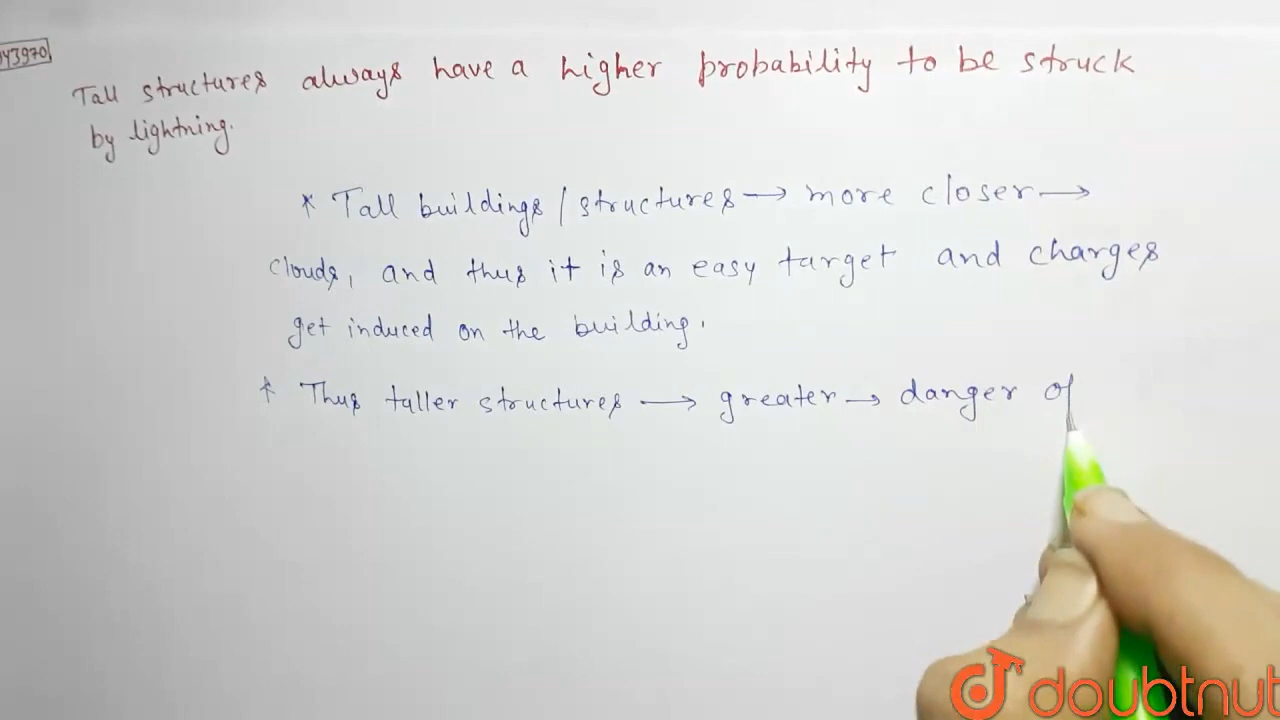 43970
Tall structures always have a higher probability to be struck
by lightning.
* Tall buildings / structures → more closer →
clouds, and thus it is an easy target and charges
get induced on the building.
* Thus taller structures → greater → danger of
doubtnut